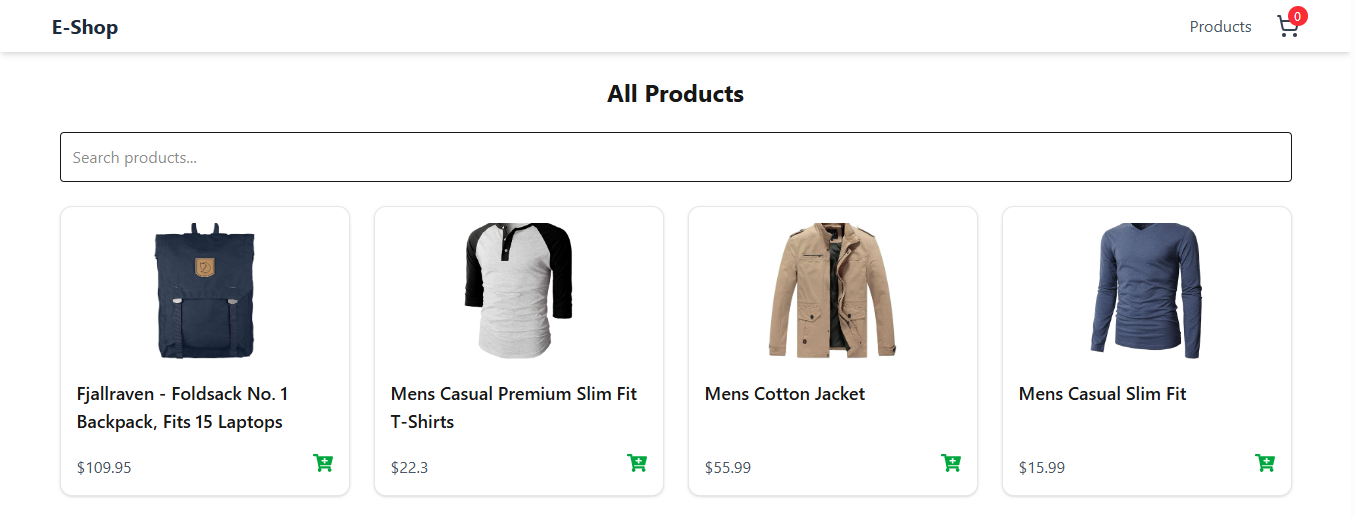 E-Shop
Products
0
All Products
Search products...
Fjallraven - Foldsack No. 1
Backpack, Fits 15 Laptops
$109.95
Mens Casual Premium Slim Fit
T-Shirts
$22.3
Mens Cotton Jacket
$55.99
Mens Casual Slim Fit
$15.99